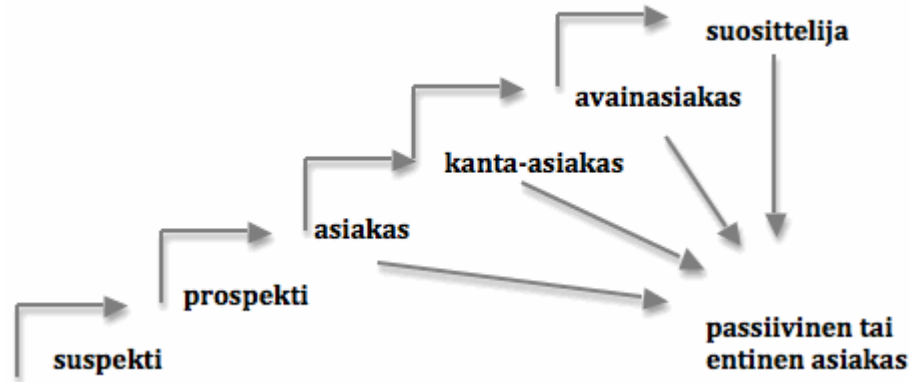 suosittelija
avainasiakas
kanta-asiakas
asiakas
prospekti
suspekti
passiivinen tai
entinen asiakas